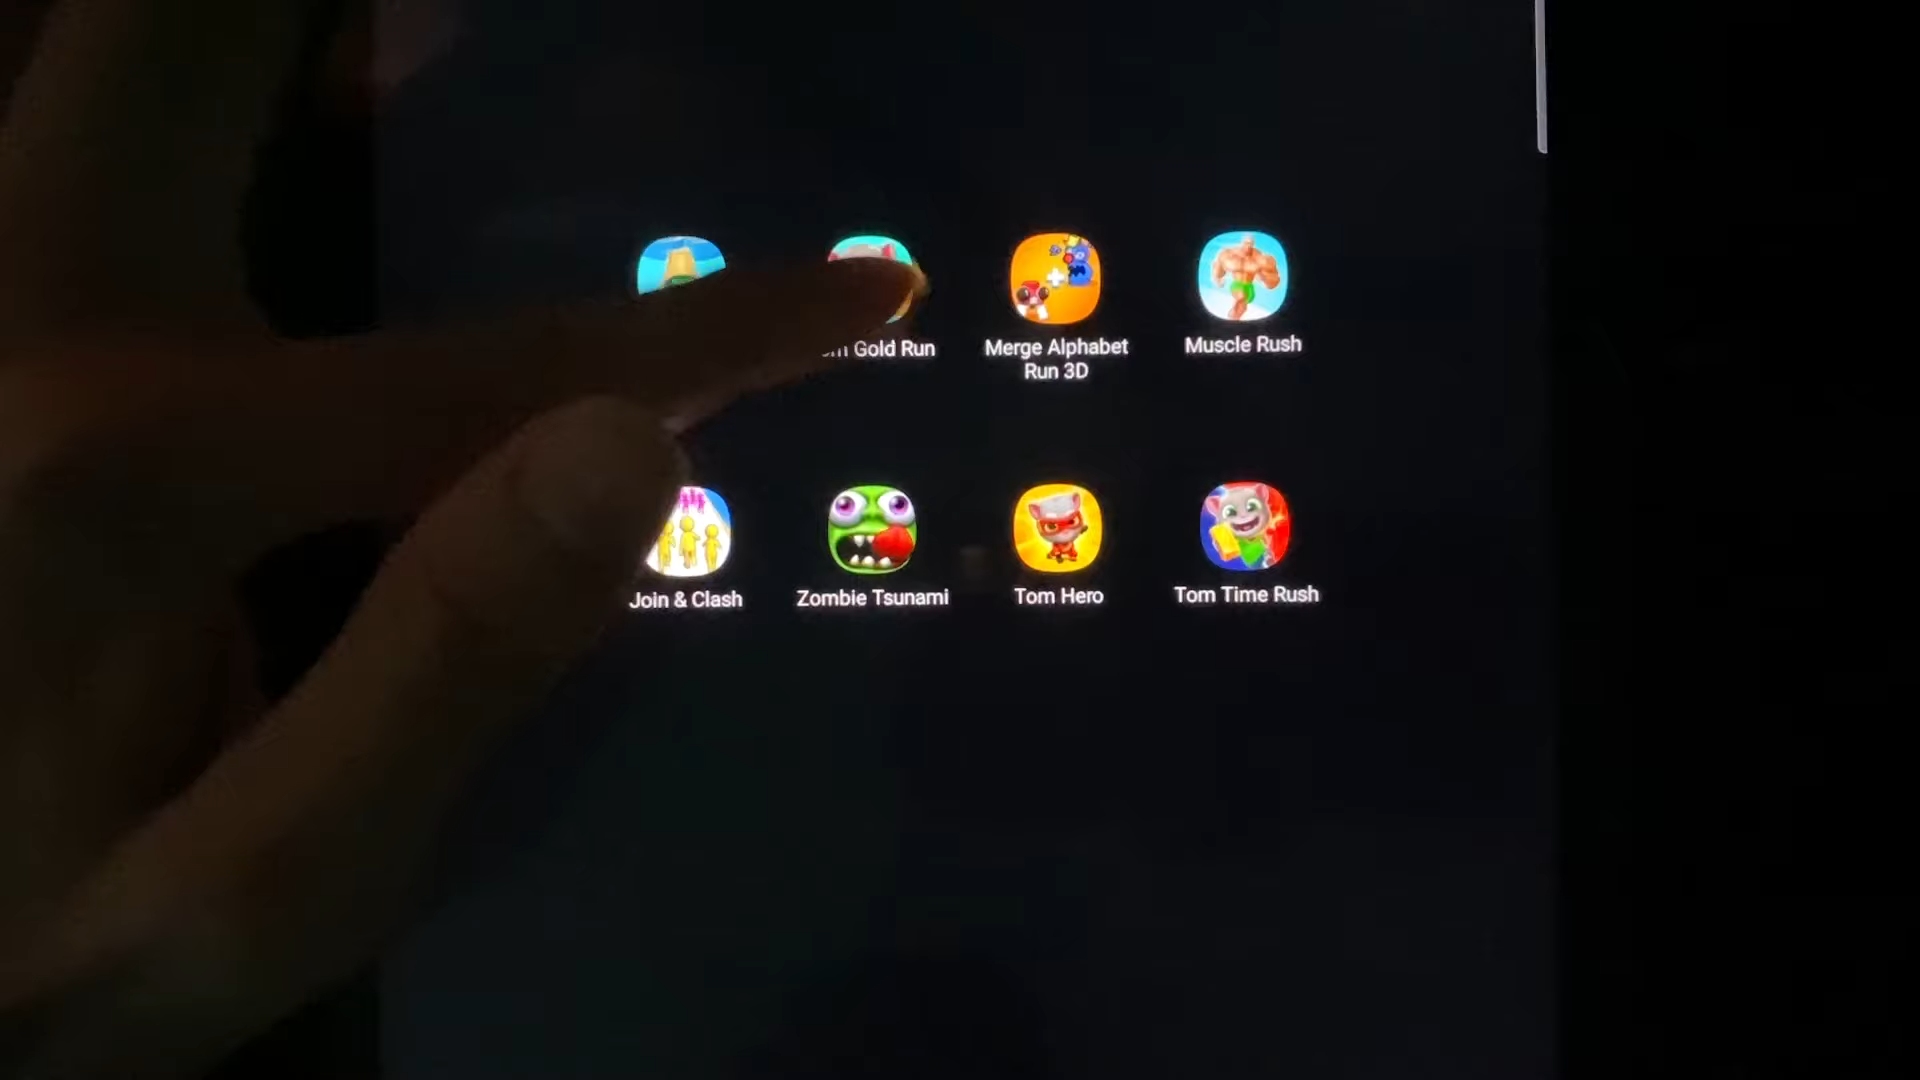 Gold Run
Merge Alphabet
Run 3D
Muscle Rush
Join & Clash
Zombie Tsunami
Tom Hero
Tom Time Rush